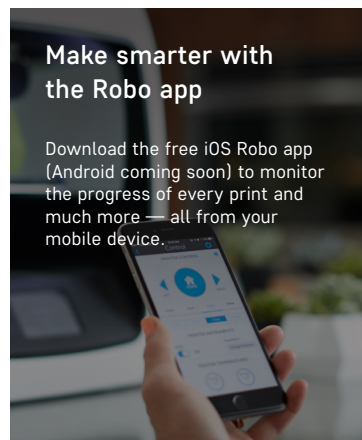 Make smarter with
the Robo app
Download the free iOS Robo app
(Android coming soon) to monitor
the progress of every print and
much more — all from your
mobile device.
Control